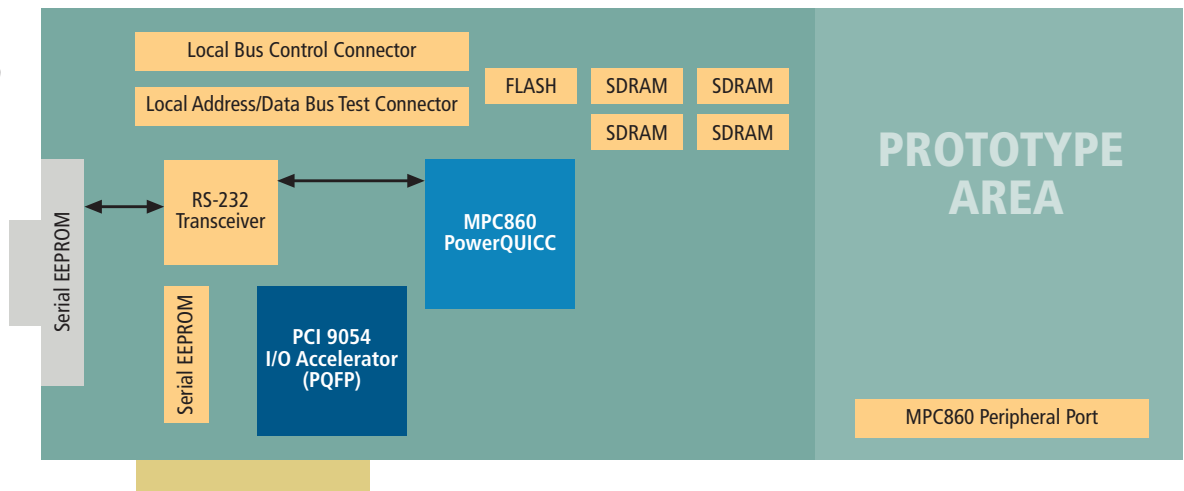 Local Bus Control Connector
Local Address/Data Bus Test Connector
FLASH
SDRAM
SDRAM
SDRAM
SDRAM
PROTOTYPE
AREA
Serial EEPROM
RS-232
Transceiver
MPC860
PowerQUICC
Serial EEPROM
PCI 9054
I/O Accelerator
(PQFP)
MPC860 Peripheral Port